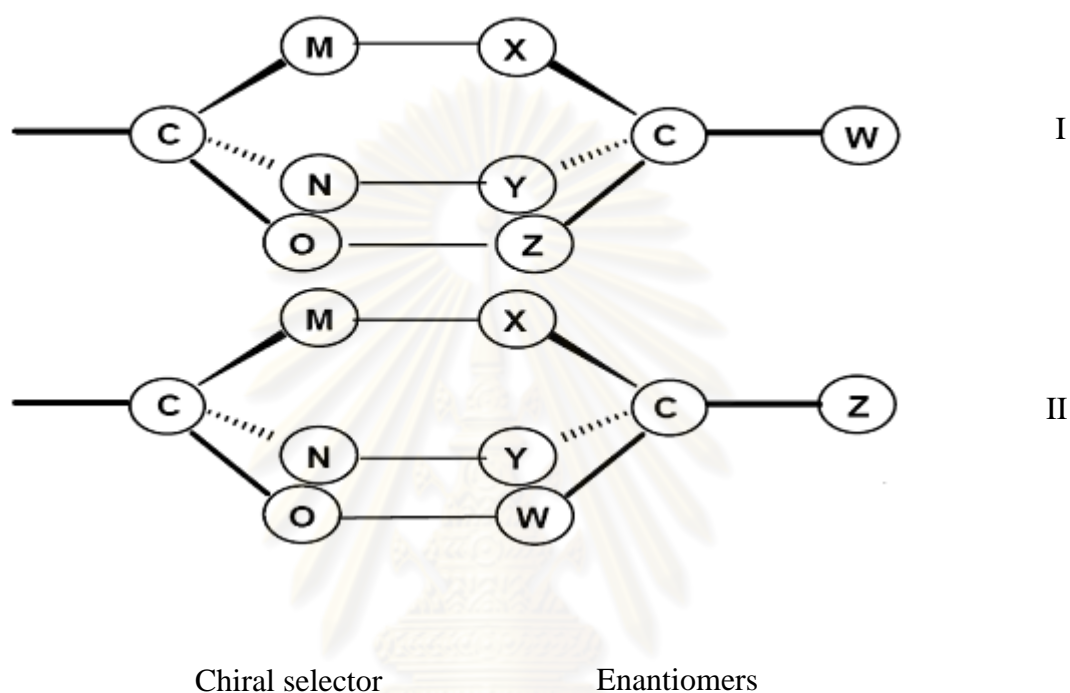 M X
C C W I
N Y
O Z
M X
C C Z II
N Y
O W
Chiral selector Enantiomers